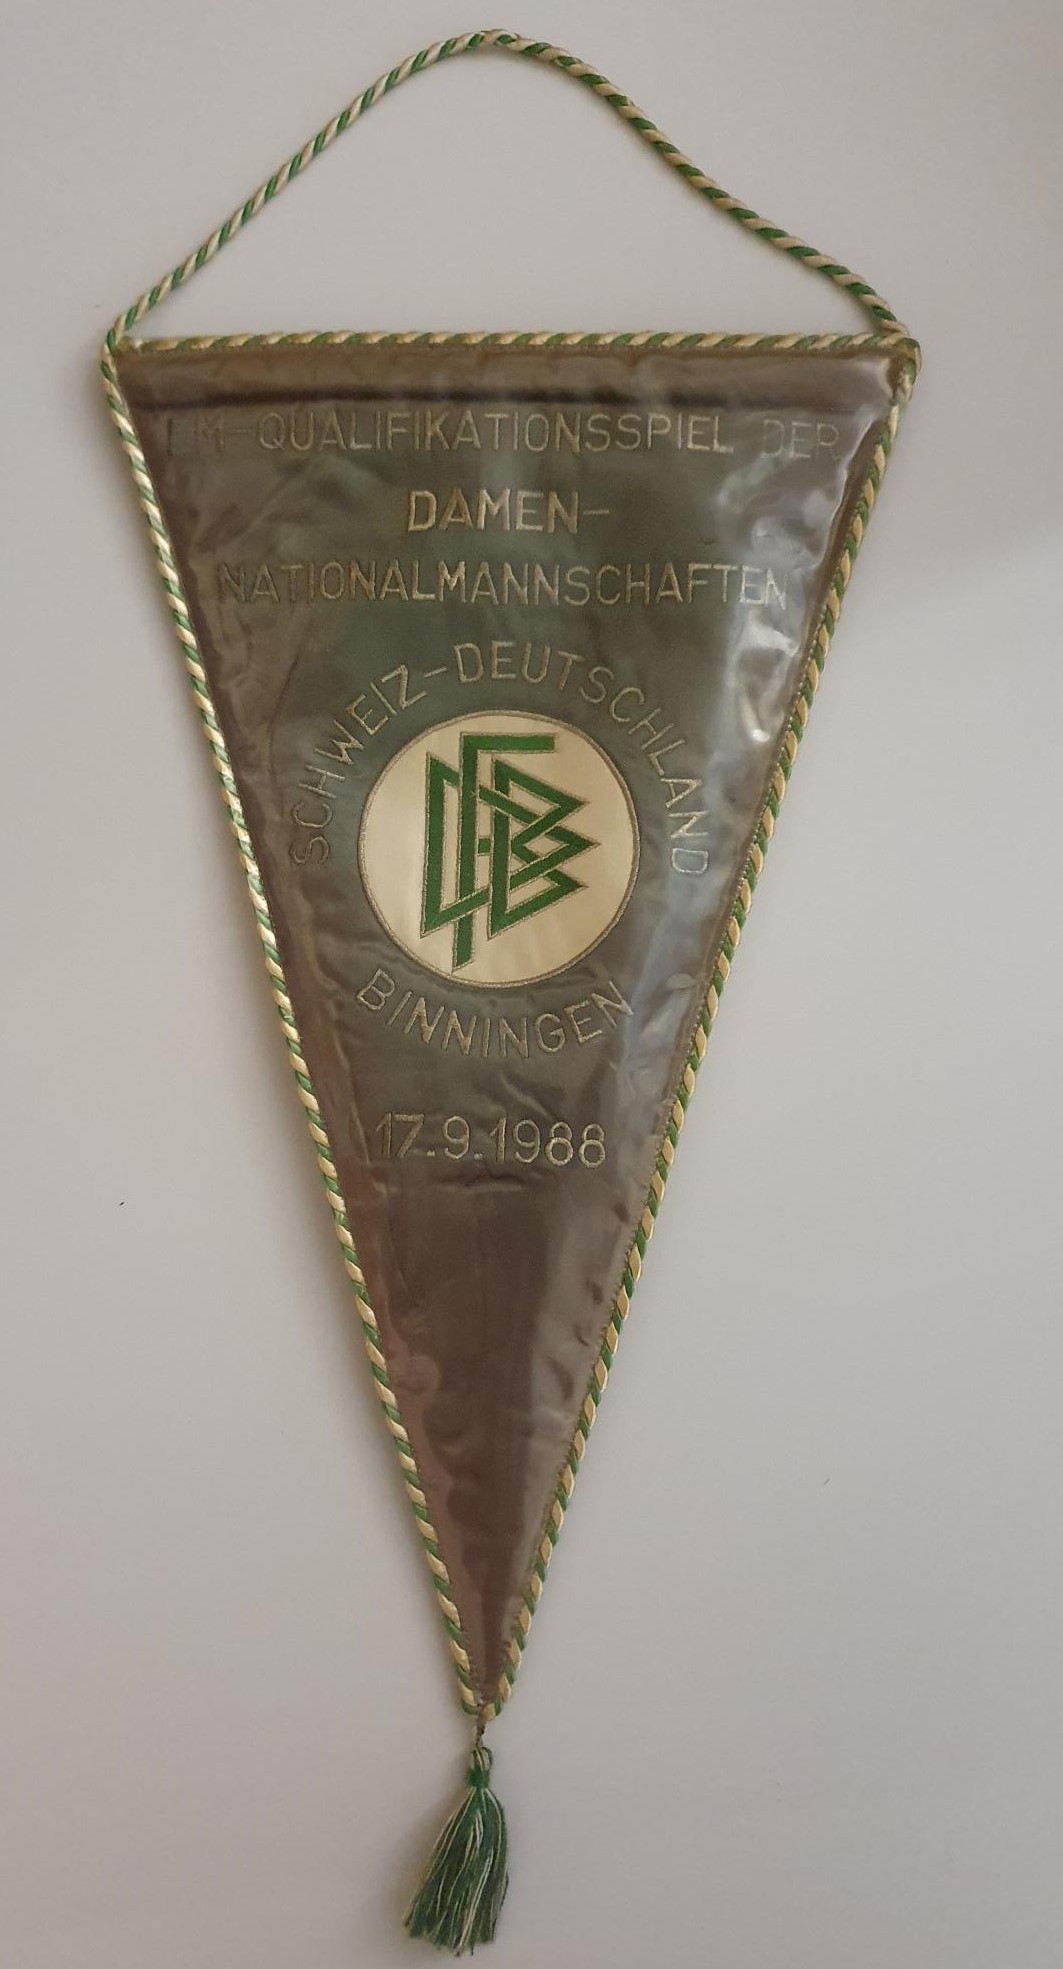 EM-QUALIFIKATIONSSPIEL DER
DAMEN-
NATIONALMANNSCHAFTEN
SCHWEIZ-DEUTSCHLAND
DFB
BINNINGEN
17.9.1988